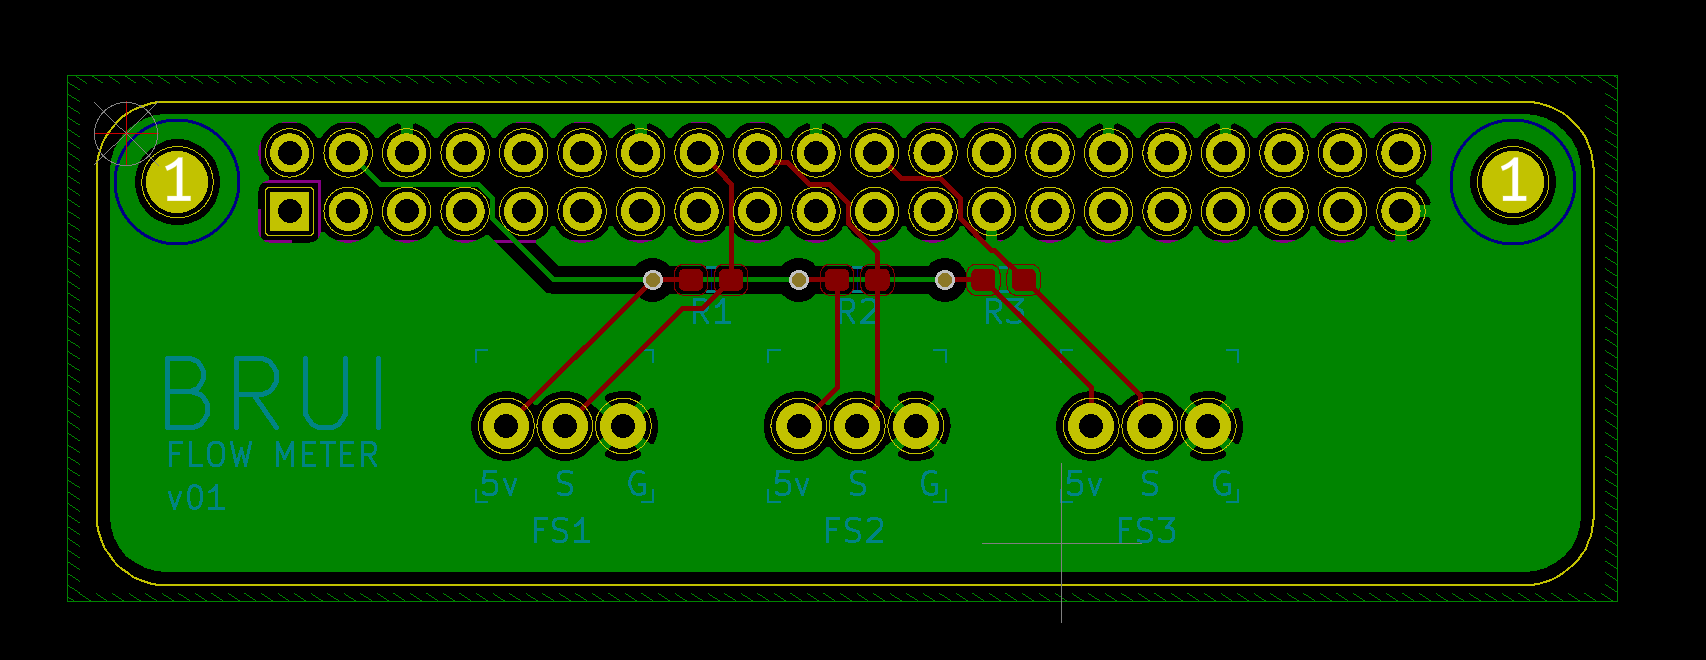 1 1
R1 R2 R3
BRUI
FLOW METER
v01
5v S G 5v S G 5v S G
FS1 FS2 FS3